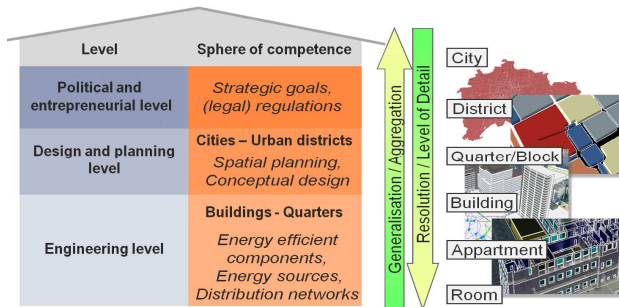 Level
Sphere of competence
Political and
entrepreneurial level
Strategic goals,
(legal) regulations
Design and planning
level
Cities – Urban districts
Spatial planning,
Conceptual design
Engineering level
Buildings - Quarters
Energy efficient
components,
Energy sources,
Distribution networks
Generalisation / Aggregation
Resolution / Level of Detail
City
District
Quarter/Block
Building
Appartment
Room